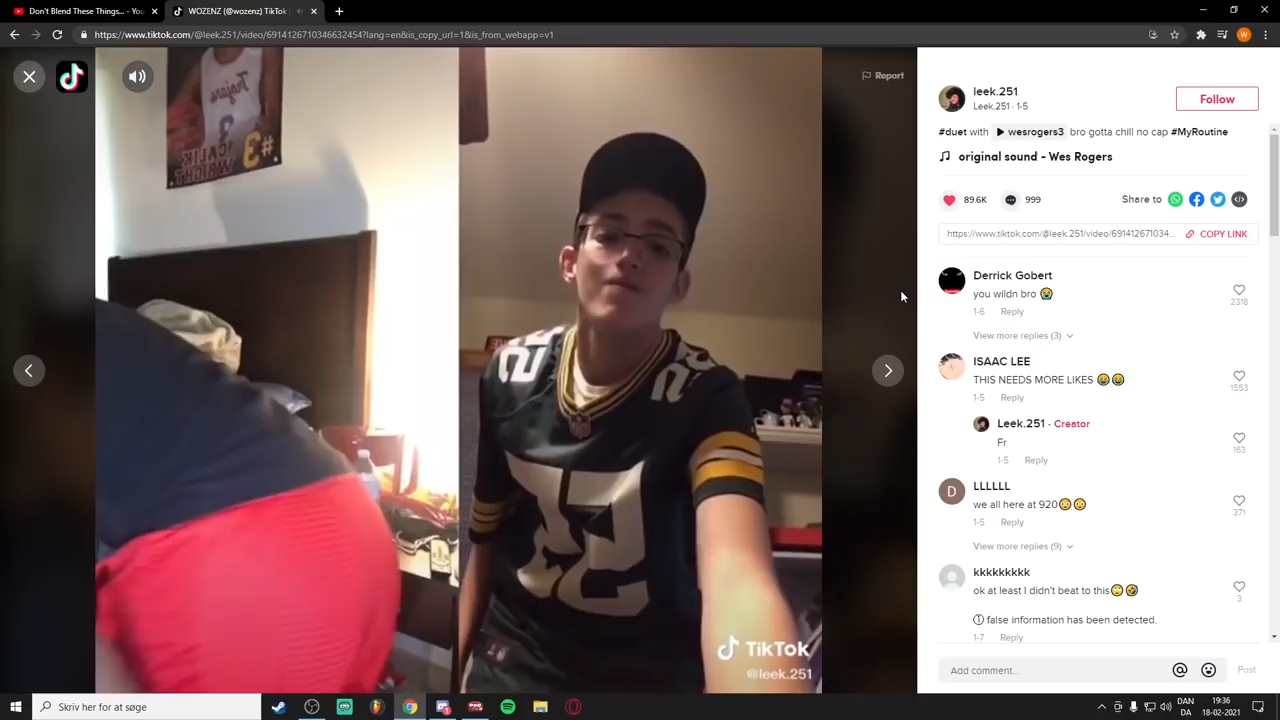 Don't Blend These Things... - You
WOZENZ (@wozenz) TikTok
https://www.tiktok.com/@leek.251/video/6914126710346632454?lang=en&is_copy_url=1&is_from_webapp=v1
W
Report
Trojans
3
#3
leek.251
Leek.251 · 1-5
Follow
#duet with wesrogers3 bro gotta chill no cap #MyRoutine
original sound - Wes Rogers
89.6K
999
Share to
https://www.tiktok.com/@leek.251/video/691412671034...
COPY LINK
Derrick Gobert
you wildn bro 😭
2318
1-6 Reply
View more replies (3)
ISAAC LEE
THIS NEEDS MORE LIKES 😂😂
1553
1-5 Reply
Leek.251 · Creator
Fr
163
1-5 Reply
D
LLLLLL
we all here at 920😳😳
371
1-5 Reply
View more replies (9)
kkkkkkkkk
ok at least I didn't beat to this🙄🤣
3
false information has been detected.
1-7 Reply
TikTok
@leek.251
Add comment...
Post
Skriv her for at søge
DAN
DA
19:36
18-02-2021